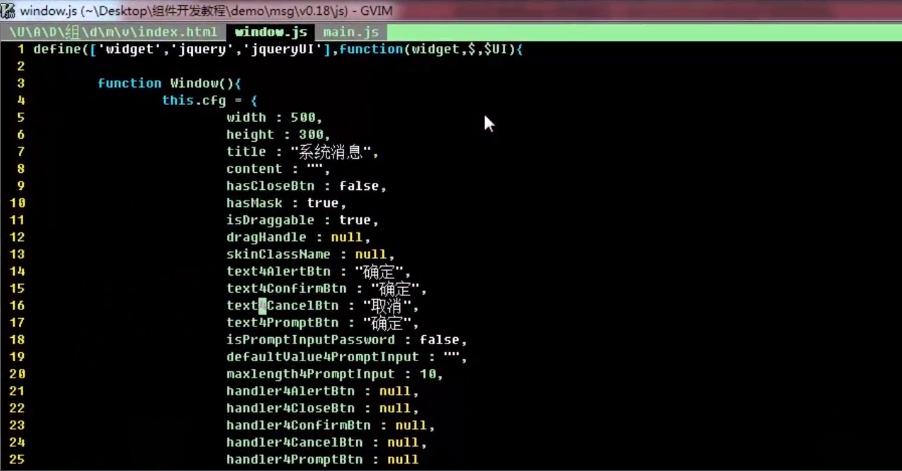 window.js (~\Desktop\组件开发教程\demo\msg\v0.18\js) - GVIM
\U\A\D\组\d\m\v\index.html window.js main.js
1 define(['widget','jquery','jqueryUI'],function(widget,$,$UI){
2
3 function Window(){
4 this.cfg = {
5 width : 500,
6 height : 300,
7 title : "系统消息",
8 content : "",
9 hasCloseBtn : false,
10 hasMask : true,
11 isDraggable : true,
12 dragHandle : null,
13 skinClassName : null,
14 text4AlertBtn : "确定",
15 text4ConfirmBtn : "确定",
16 text4CancelBtn : "取消",
17 text4PromptBtn : "确定",
18 isPromptInputPassword : false,
19 defaultValue4PromptInput : "",
20 maxlength4PromptInput : 10,
21 handler4AlertBtn : null,
22 handler4CloseBtn : null,
23 handler4ConfirmBtn : null,
24 handler4CancelBtn : null,
25 handler4PromptBtn : null